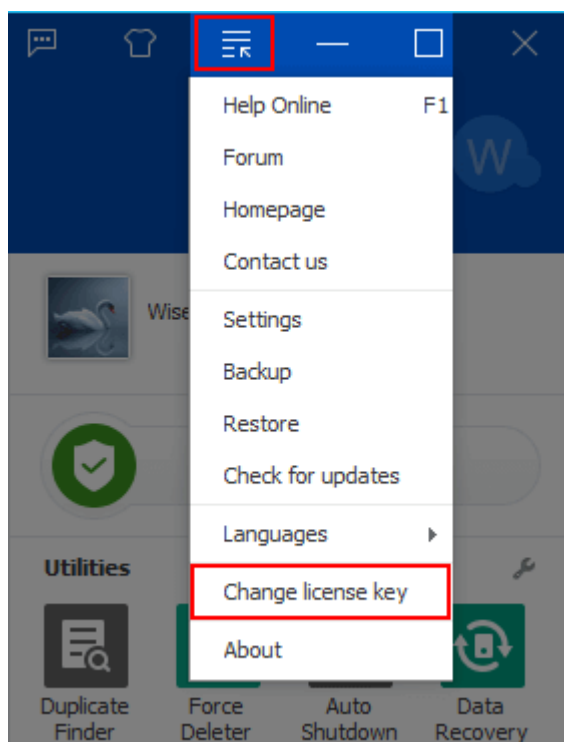 Help Online F1
Forum
W
Homepage
Contact us
Wise
Settings
Backup
Restore
Check for updates
Languages
Utilities
Change license key
About
Duplicate Force Auto Data
Finder Deleter Shutdown Recovery